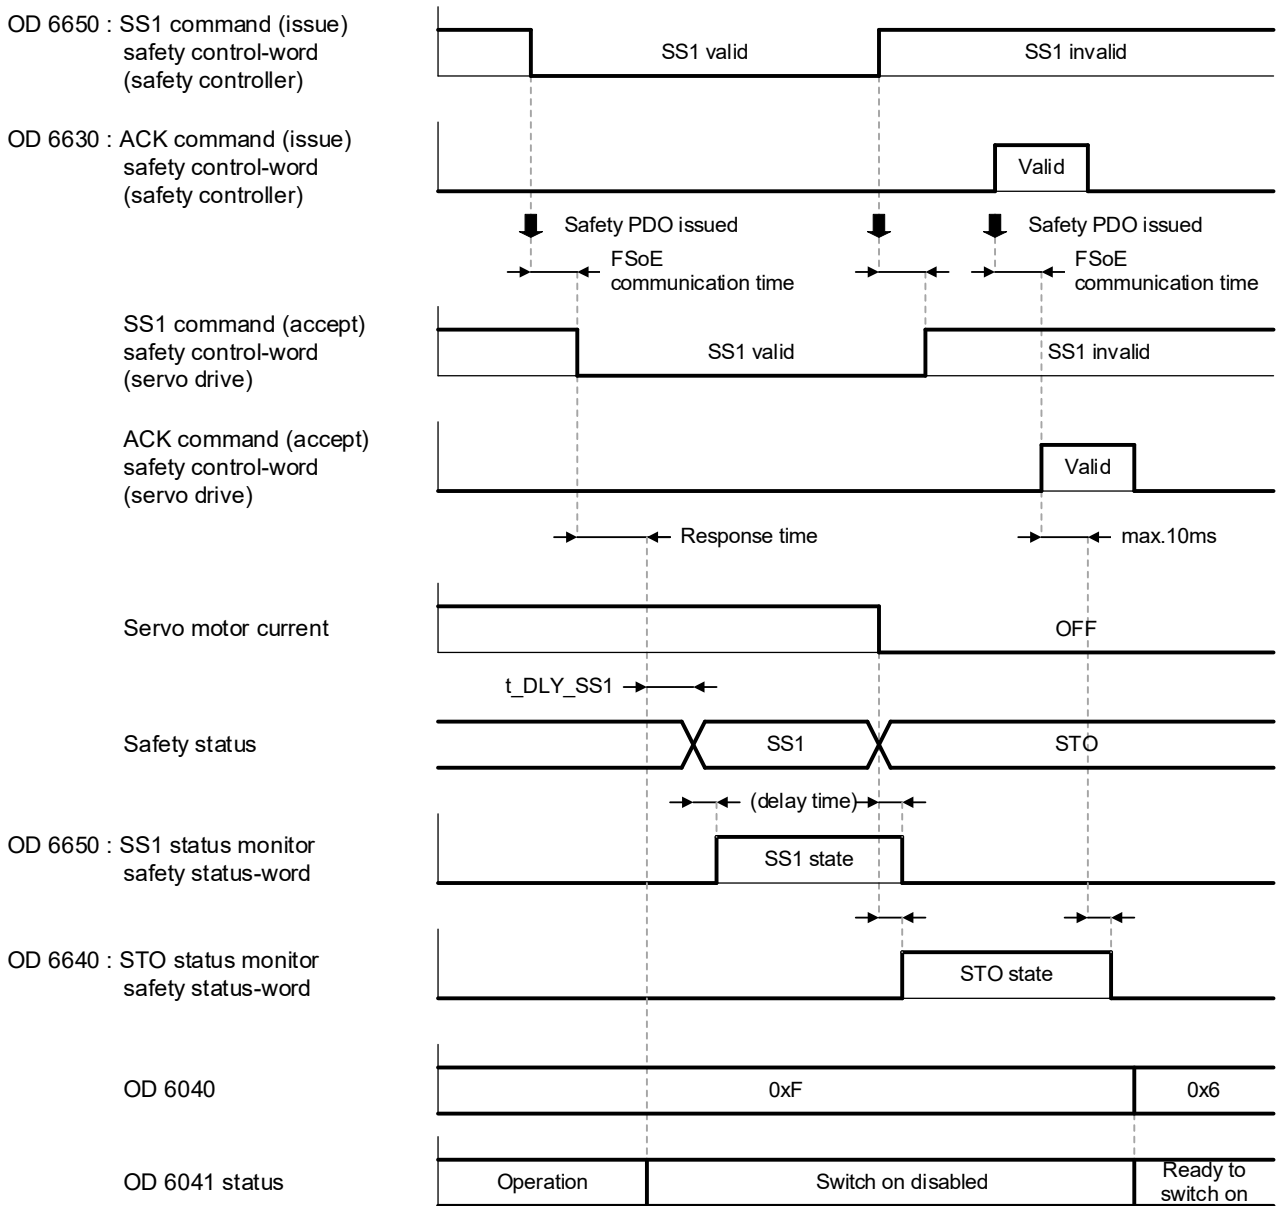 OD 6650 : SS1 command (issue)
safety control-word
(safety controller)
SS1 valid
SS1 invalid
OD 6630 : ACK command (issue)
safety control-word
(safety controller)
Valid
Safety PDO issued
Safety PDO issued
FSoE
communication time
FSoE
communication time
SS1 command (accept)
safety control-word
(servo drive)
SS1 valid
SS1 invalid
ACK command (accept)
safety control-word
(servo drive)
Valid
Response time
max.10ms
Servo motor current
OFF
t_DLY_SS1
Safety status
SS1
STO
(delay time)
OD 6650 : SS1 status monitor
safety status-word
SS1 state
OD 6640 : STO status monitor
safety status-word
STO state
OD 6040
0xF
0x6
OD 6041 status
Operation
Switch on disabled
Ready to
switch on